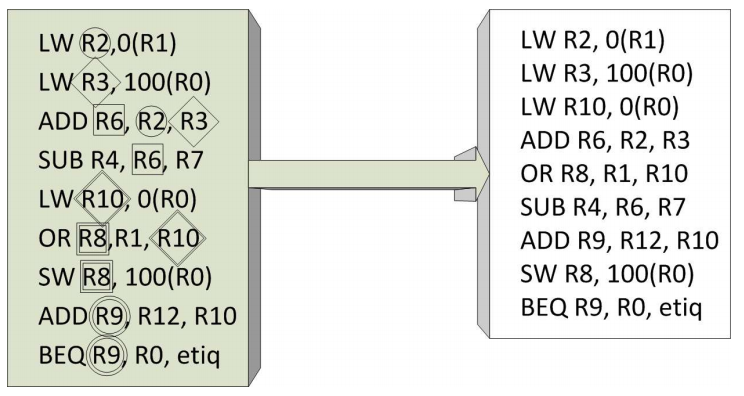 LW R2,0(R1)
LW R3, 100(R0)
ADD R6, R2, R3
SUB R4, R6, R7
LW R10, 0(R0)
OR R8,R1, R10
SW R8, 100(R0)
ADD R9, R12, R10
BEQ R9, R0, etiq
LW R2, 0(R1)
LW R3, 100(R0)
LW R10, 0(R0)
ADD R6, R2, R3
OR R8, R1, R10
SUB R4, R6, R7
ADD R9, R12, R10
SW R8, 100(R0)
BEQ R9, R0, etiq